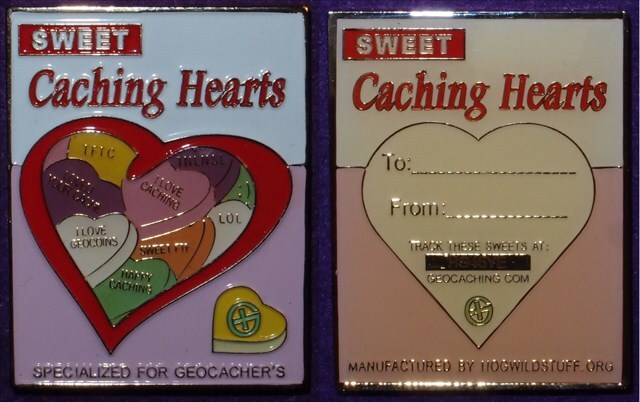 SWEET
Caching Hearts
TFTC
I LOVE
CACHING
:)
LOL
I LOVE
GEOCOINS
SWEET FTF
HAPPY
CACHING
SPECIALIZED FOR GEOCACHER'S
SWEET
Caching Hearts
To:
From:
TRACK THESE SWEETS AT:
GEOCACHING.COM
MANUFACTURED BY HOGWILDSTUFF.ORG